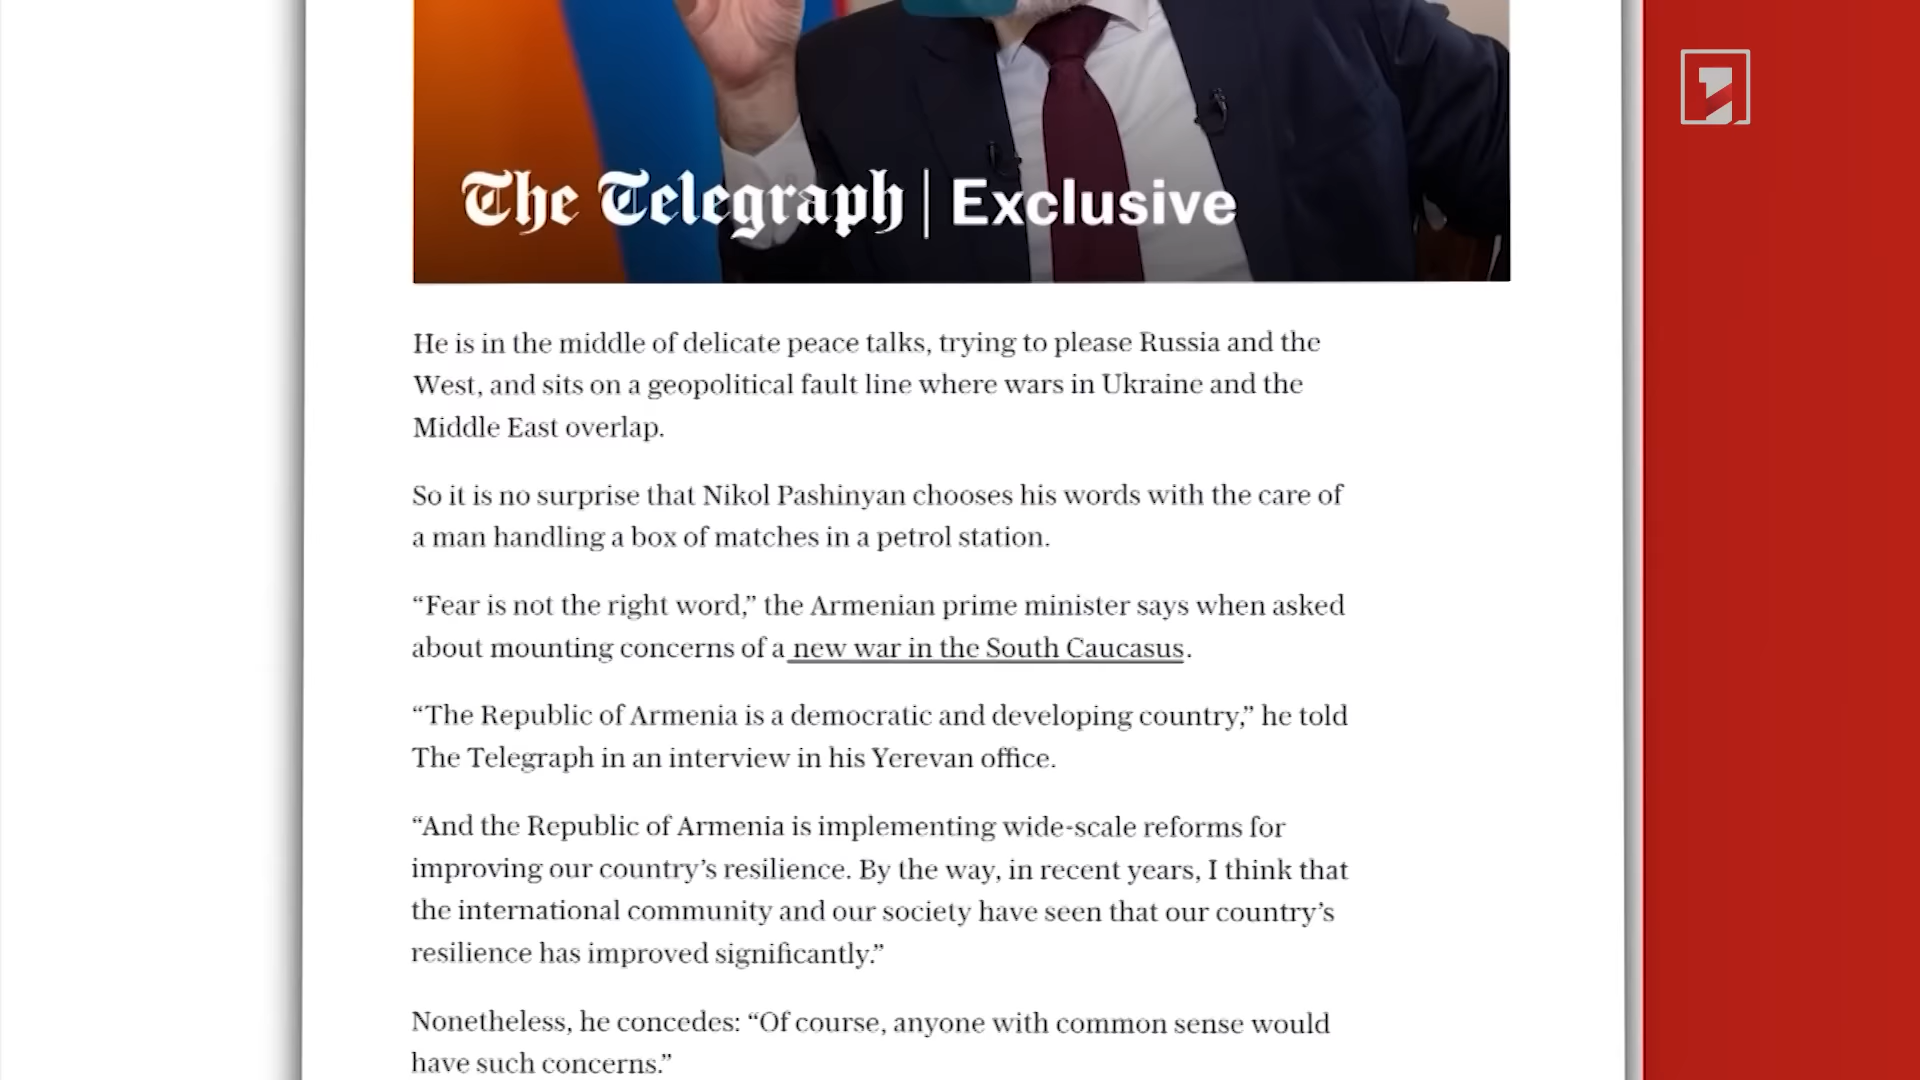 The Telegraph | Exclusive
He is in the middle of delicate peace talks, trying to please Russia and the
West, and sits on a geopolitical fault line where wars in Ukraine and the
Middle East overlap.
So it is no surprise that Nikol Pashinyan chooses his words with the care of
a man handling a box of matches in a petrol station.
“Fear is not the right word,” the Armenian prime minister says when asked
about mounting concerns of a new war in the South Caucasus.
“The Republic of Armenia is a democratic and developing country,” he told
The Telegraph in an interview in his Yerevan office.
“And the Republic of Armenia is implementing wide-scale reforms for
improving our country’s resilience. By the way, in recent years, I think that
the international community and our society have seen that our country’s
resilience has improved significantly.”
Nonetheless, he concedes: “Of course, anyone with common sense would
have such concerns.”